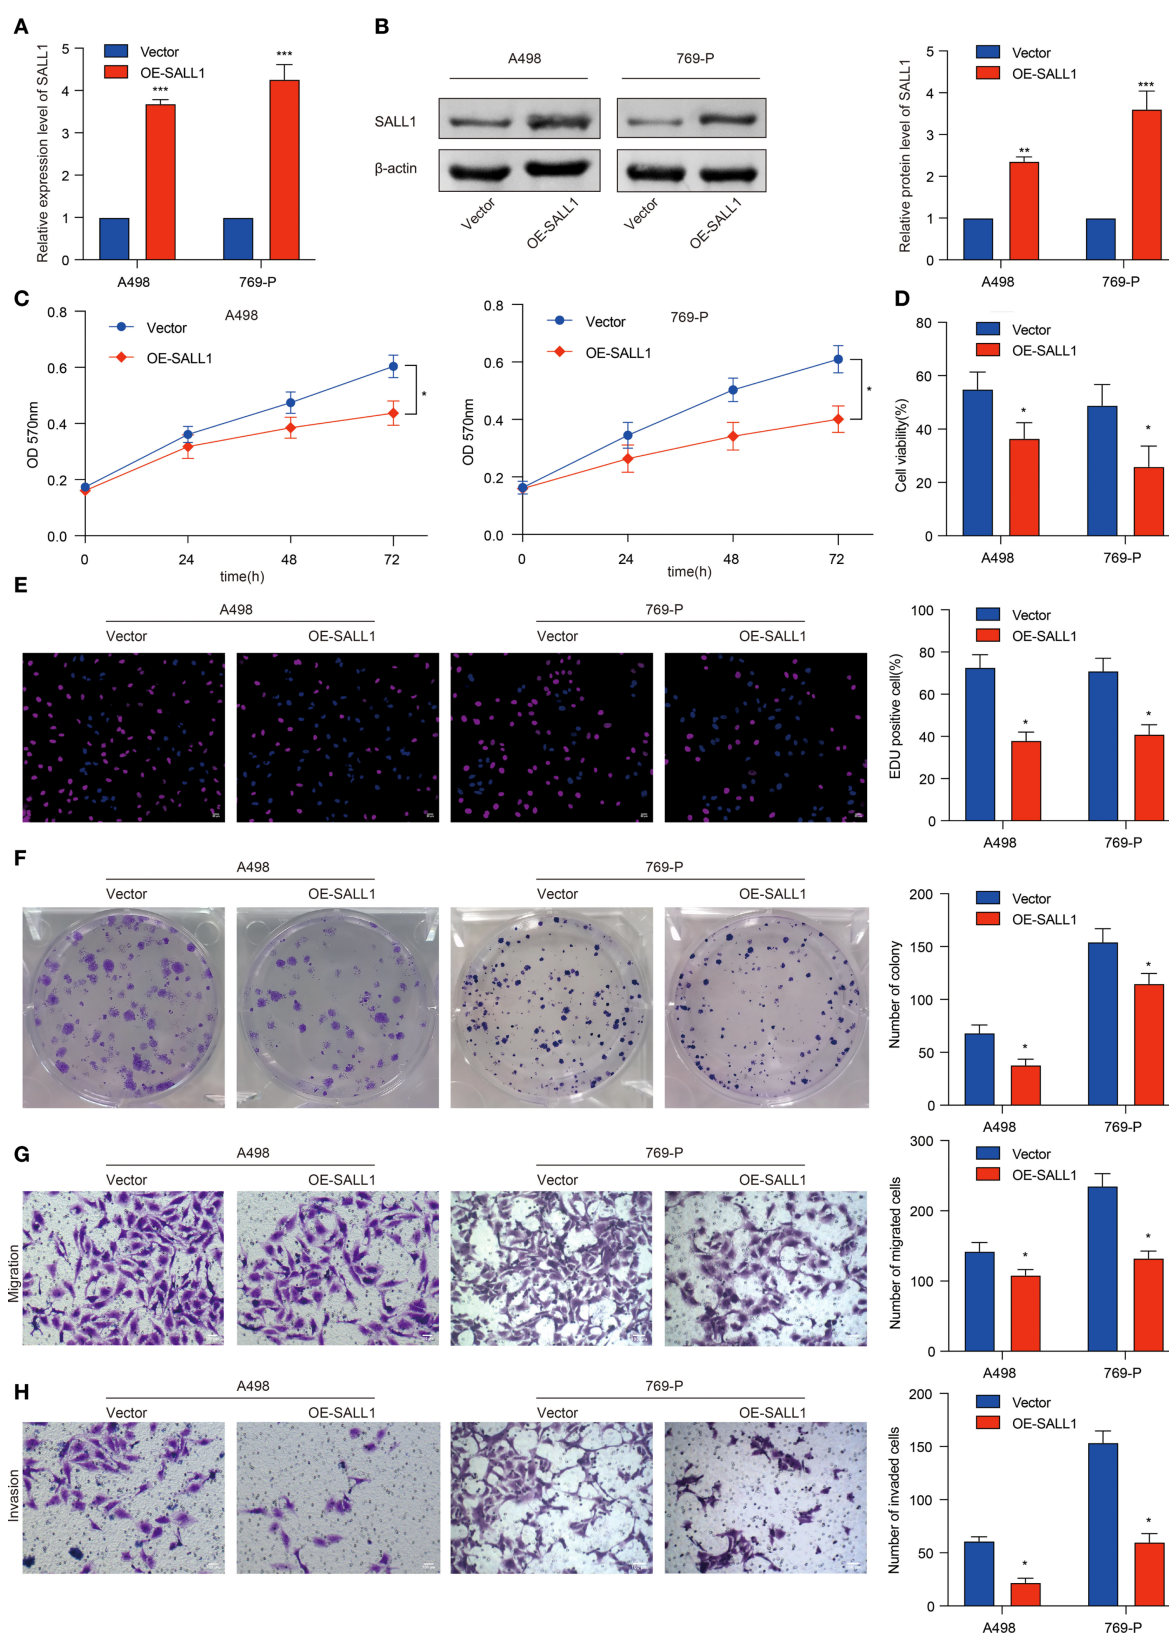 A
Relative expression level of SALL1
5
4
3
2
1
0
Vector
OE-SALL1
***
***
A498
769-P
B
A498
769-P
SALL1
β-actin
Vector
OE-SALL1
Vector
OE-SALL1
Relative protein level of SALL1
5
4
3
2
1
0
Vector
OE-SALL1
**
***
A498
769-P
C
OD 570nm
0.8
0.6
0.4
0.2
0.0
A498
Vector
OE-SALL1
*
0
24
48
72
time(h)
OD 570nm
0.8
0.6
0.4
0.2
0.0
769-P
Vector
OE-SALL1
*
0
24
48
72
time(h)
D
Cell viability(%)
80
60
40
20
0
Vector
OE-SALL1
*
*
A498
769-P
E
A498
769-P
Vector
OE-SALL1
Vector
OE-SALL1
EDU positive cell(%)
100
80
60
40
20
0
Vector
OE-SALL1
*
*
A498
769-P
F
A498
769-P
Vector
OE-SALL1
Vector
OE-SALL1
Number of colony
200
150
100
50
0
Vector
OE-SALL1
*
*
A498
769-P
G
A498
769-P
Vector
OE-SALL1
Vector
OE-SALL1
Migration
Number of migrated cells
300
200
100
0
Vector
OE-SALL1
*
*
A498
769-P
H
A498
769-P
Vector
OE-SALL1
Vector
OE-SALL1
Invasion
Number of invaded cells
200
150
100
50
0
Vector
OE-SALL1
*
*
A498
769-P